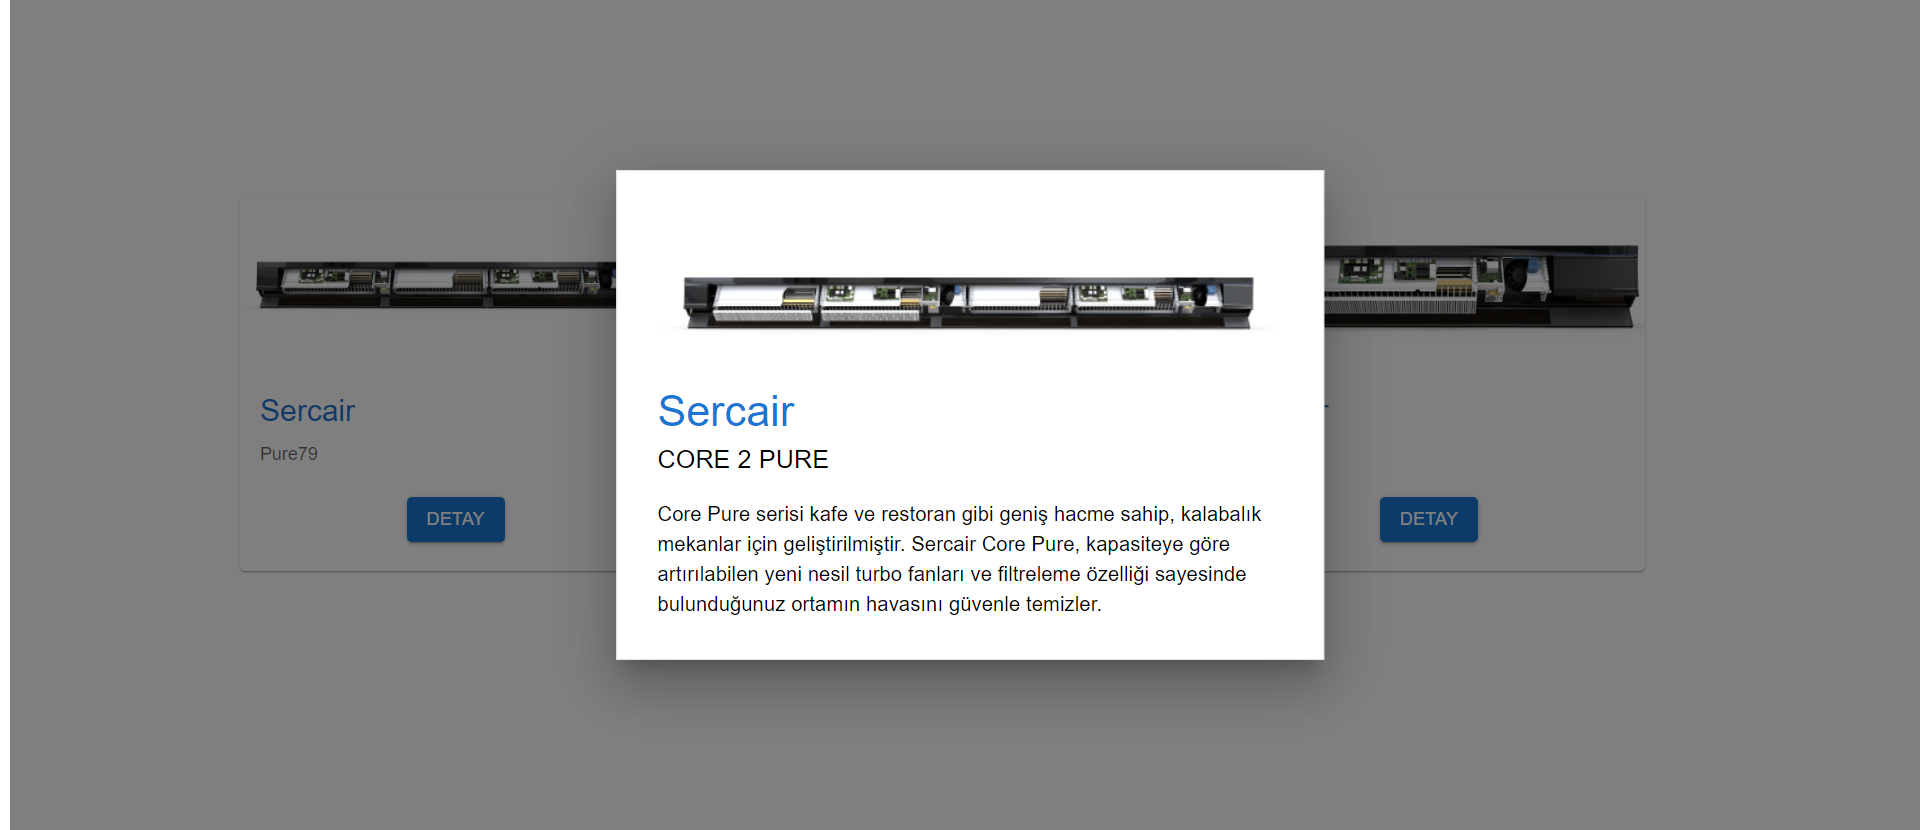 Sercair
Pure79
DETAY
Sercair
CORE 2 PURE
Core Pure serisi kafe ve restoran gibi geniş hacme sahip, kalabalık
mekanlar için geliştirilmiştir. Sercair Core Pure, kapasiteye göre
artırılabilen yeni nesil turbo fanları ve filtreleme özelliği sayesinde
bulunduğunuz ortamın havasını güvenle temizler.
DETAY